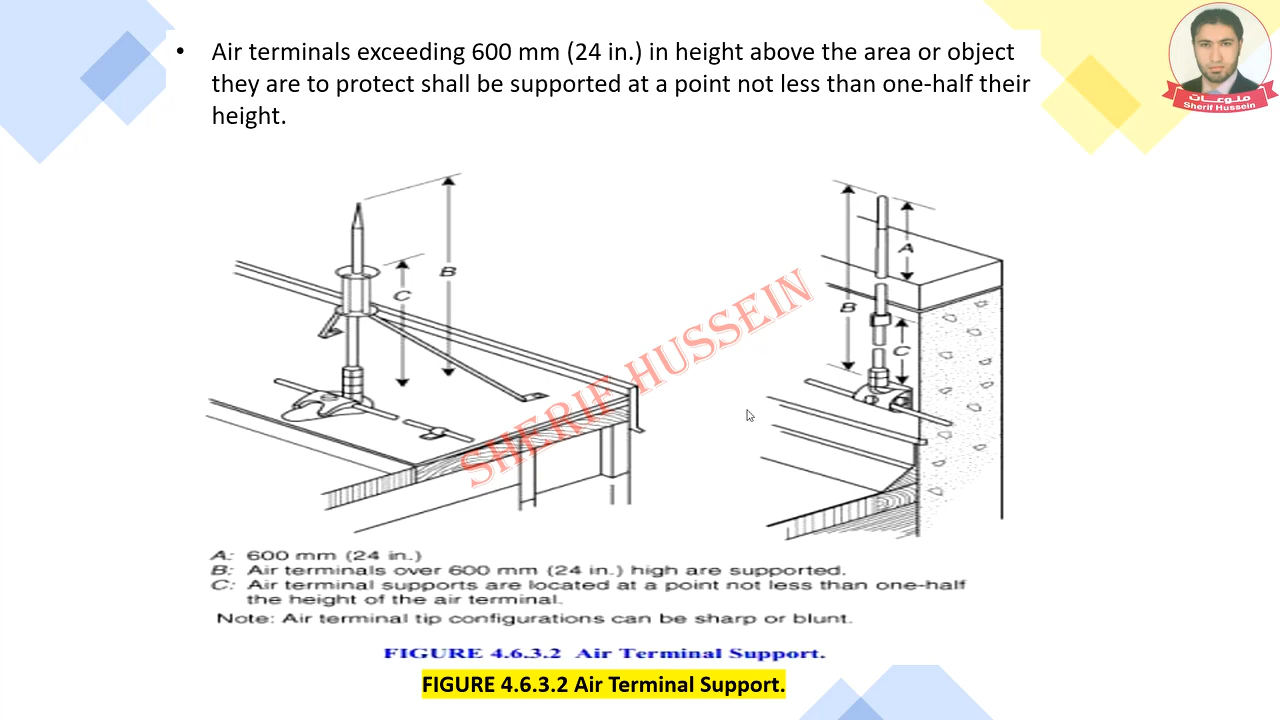 • Air terminals exceeding 600 mm (24 in.) in height above the area or object
they are to protect shall be supported at a point not less than one-half their
height.
منوعات
Sherif Hussein
B
C
A
B
C
SHERIF HUSSEIN
A: 600 mm (24 in.)
B: Air terminals over 600 mm (24 in.) high are supported.
C: Air terminal supports are located at a point not less than one-half
the height of the air terminal.
Note: Air terminal tip configurations can be sharp or blunt.
FIGURE 4.6.3.2 Air Terminal Support.
FIGURE 4.6.3.2 Air Terminal Support.